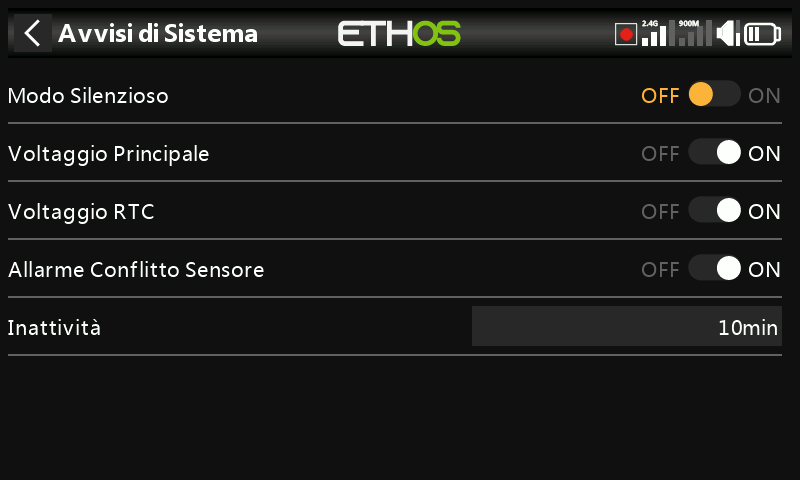 Avvisi di Sistema ETHOS 2.4G 900M
Modo Silenzioso OFF ON
Voltaggio Principale OFF ON
Voltaggio RTC OFF ON
Allarme Conflitto Sensore OFF ON
Inattività 10min